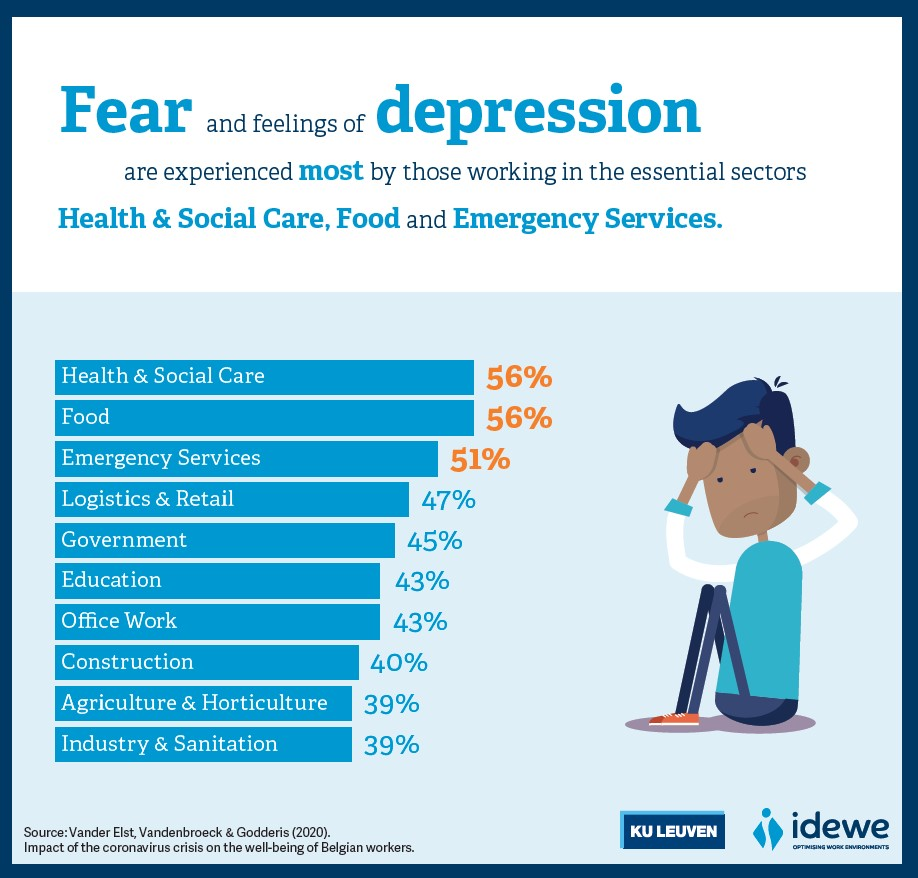 Fear and feelings of depression
are experienced most by those working in the essential sectors
Health & Social Care, Food and Emergency Services.
Health & Social Care 56%
Food 56%
Emergency Services 51%
Logistics & Retail 47%
Government 45%
Education 43%
Office Work 43%
Construction 40%
Agriculture & Horticulture 39%
Industry & Sanitation 39%
Source: Vander Elst, Vandenbroeck & Godderis (2020).
Impact of the coronavirus crisis on the well-being of Belgian workers.
KU LEUVEN
idewe
OPTIMISING WORK ENVIRONMENTS